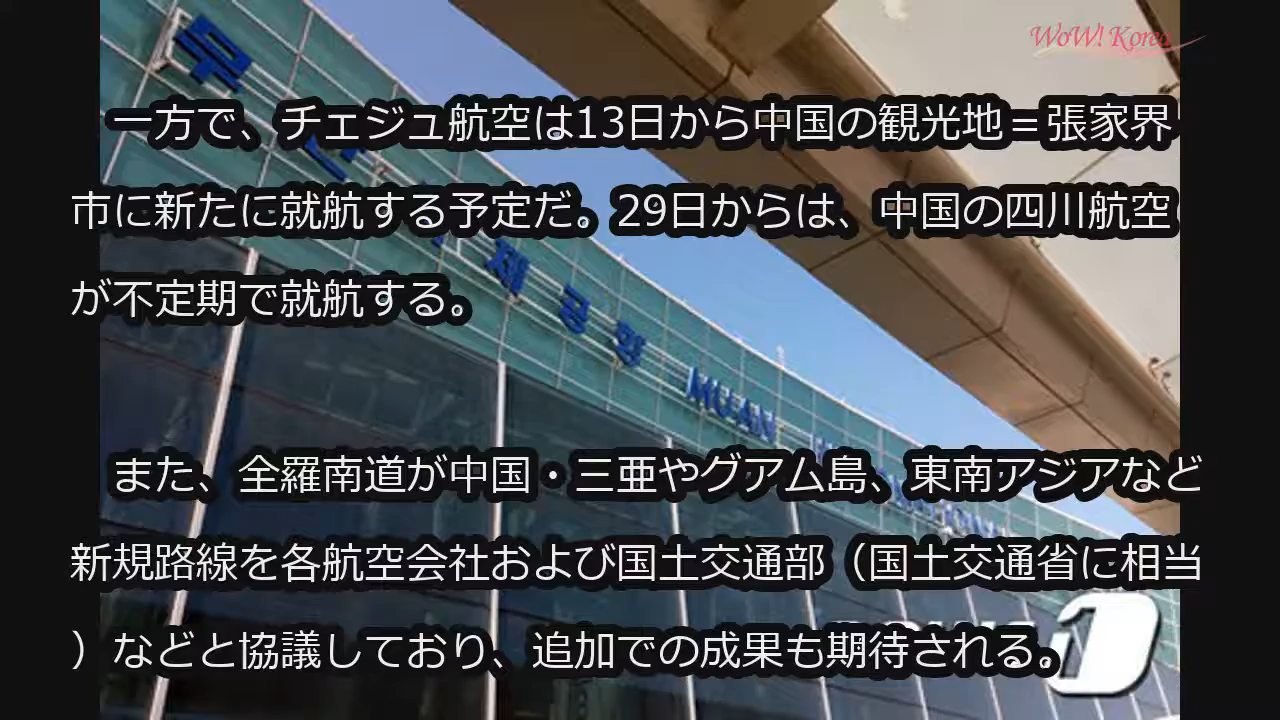 WoW! Korea
一方で、チェジュ航空は13日から中国の観光地＝張家界
市に新たに就航する予定だ。29日からは、中国の四川航空
が不定期で就航する。
また、全羅南道が中国・三亜やグアム島、東南アジアなど
新規路線を各航空会社および国土交通部（国土交通省に相当
）などと協議しており、追加での成果も期待される。
무
제 공 항 MUAN